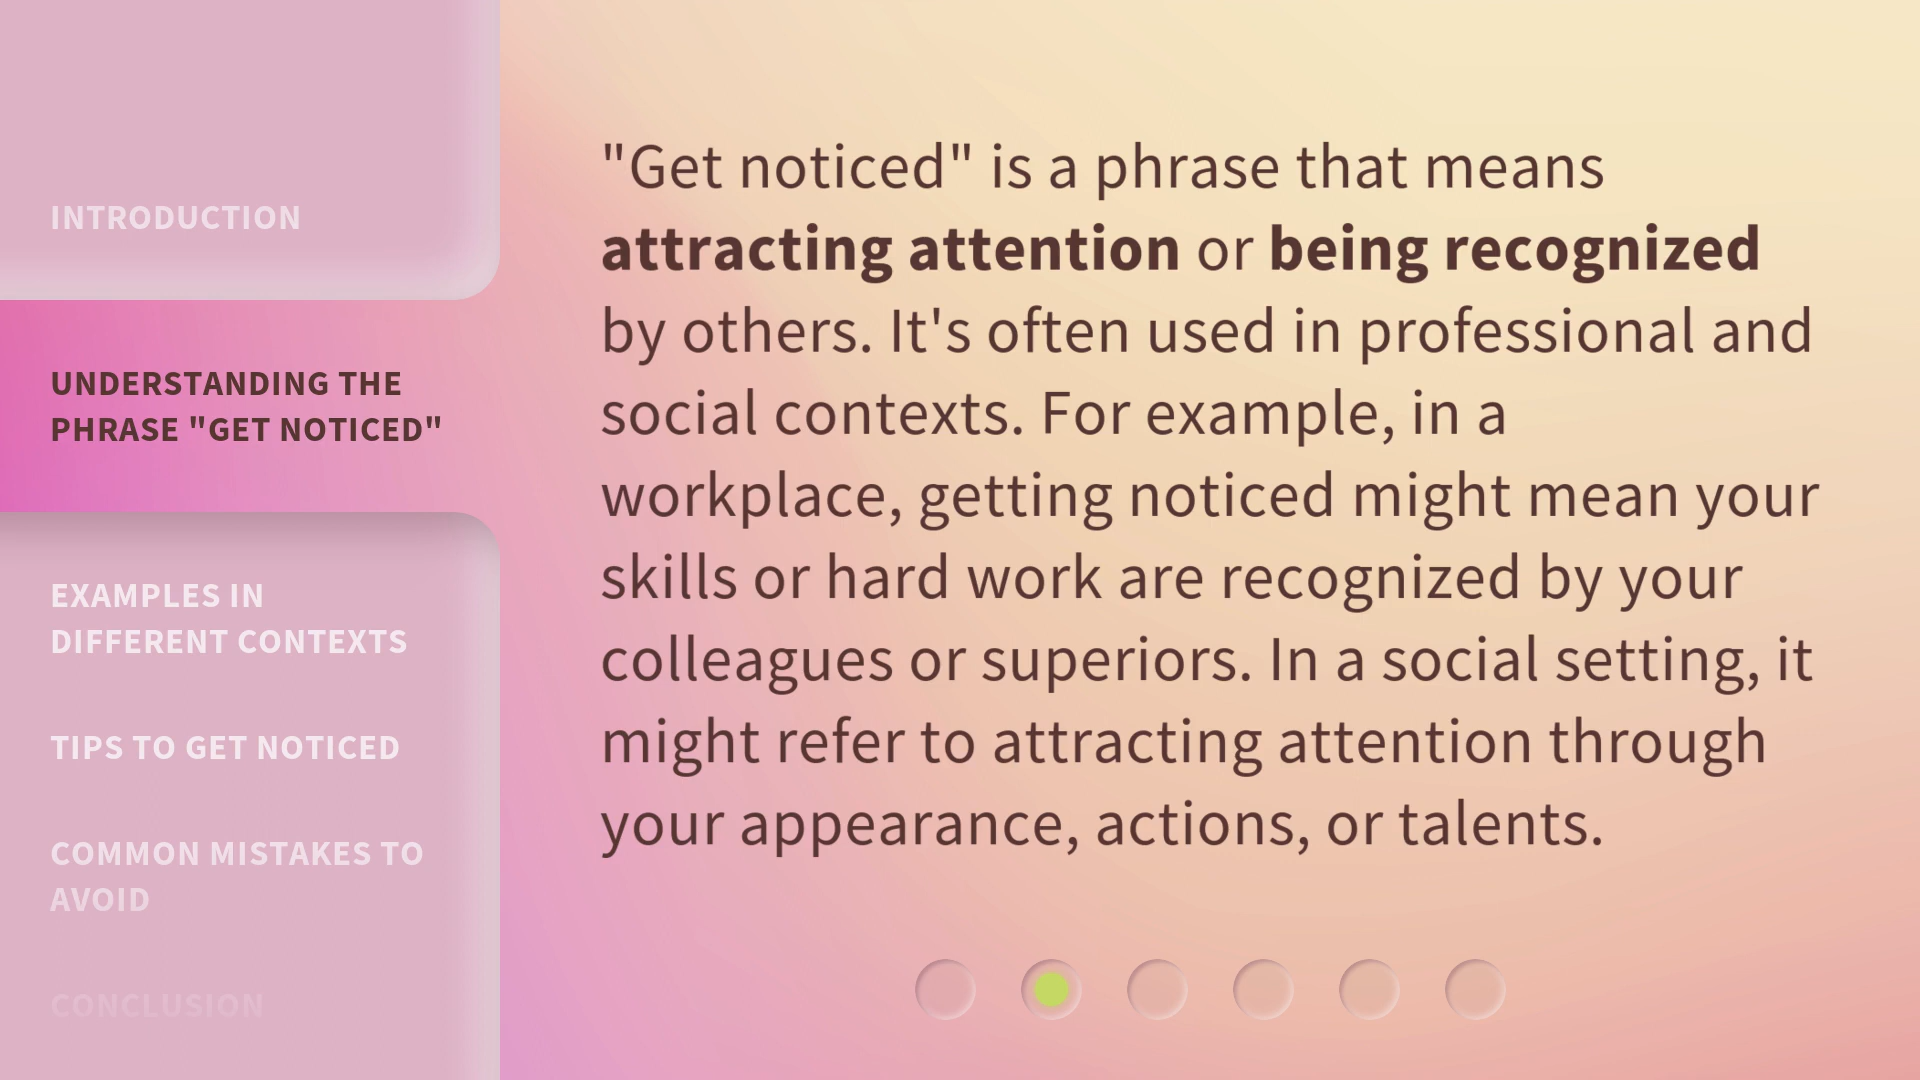 INTRODUCTION
UNDERSTANDING THE
PHRASE "GET NOTICED"
EXAMPLES IN
DIFFERENT CONTEXTS
TIPS TO GET NOTICED
COMMON MISTAKES TO
AVOID
CONCLUSION
"Get noticed" is a phrase that means
attracting attention or being recognized
by others. It's often used in professional and
social contexts. For example, in a
workplace, getting noticed might mean your
skills or hard work are recognized by your
colleagues or superiors. In a social setting, it
might refer to attracting attention through
your appearance, actions, or talents.